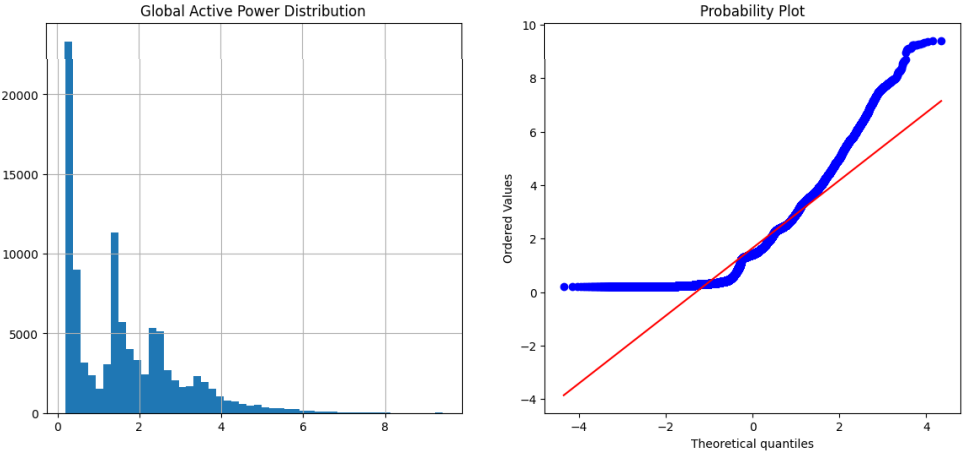 Global Active Power Distribution
20000
15000
10000
5000
0
0 2 4 6 8
Probability Plot
10
8
6
4
2
0
−2
−4
Ordered Values
−4 −2 0 2 4
Theoretical quantiles